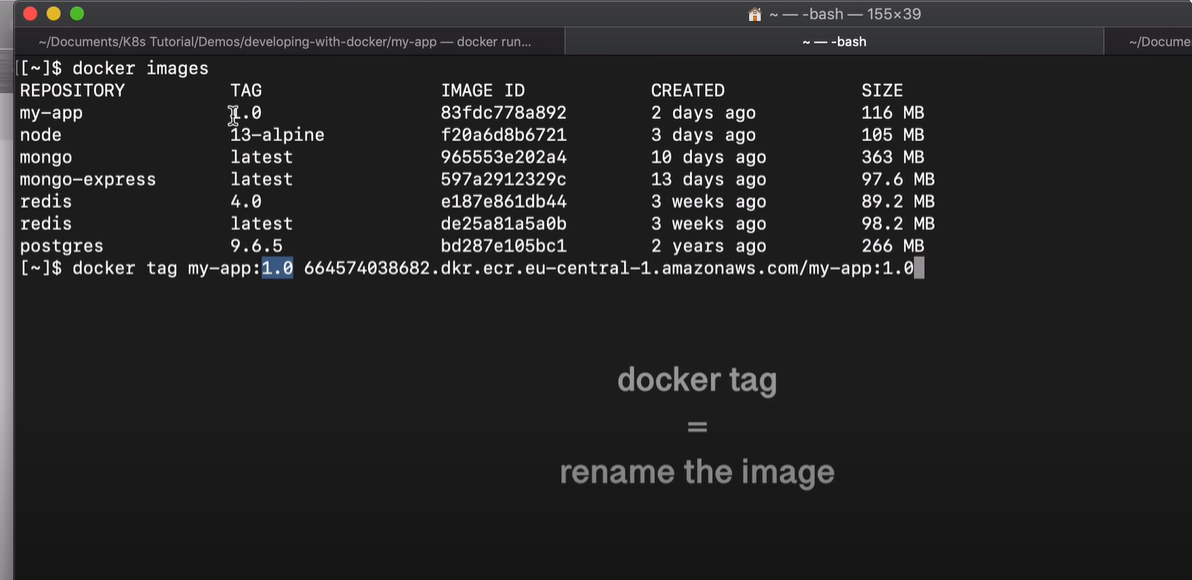 ~ — -bash — 155×39
~/Documents/K8s Tutorial/Demos/developing-with-docker/my-app — docker run... ~ — -bash ~/Docume
[[~]$ docker images
REPOSITORY TAG IMAGE ID CREATED SIZE
my-app 1.0 83fdc778a892 2 days ago 116 MB
node 13-alpine f20a6d8b6721 3 days ago 105 MB
mongo latest 965553e202a4 10 days ago 363 MB
mongo-express latest 597a2912329c 13 days ago 97.6 MB
redis 4.0 e187e861db44 3 weeks ago 89.2 MB
redis latest de25a81a5a0b 3 weeks ago 98.2 MB
postgres 9.6.5 bd287e105bc1 2 years ago 266 MB
[~]$ docker tag my-app:1.0 664574038682.dkr.ecr.eu-central-1.amazonaws.com/my-app:1.0
docker tag
=
rename the image